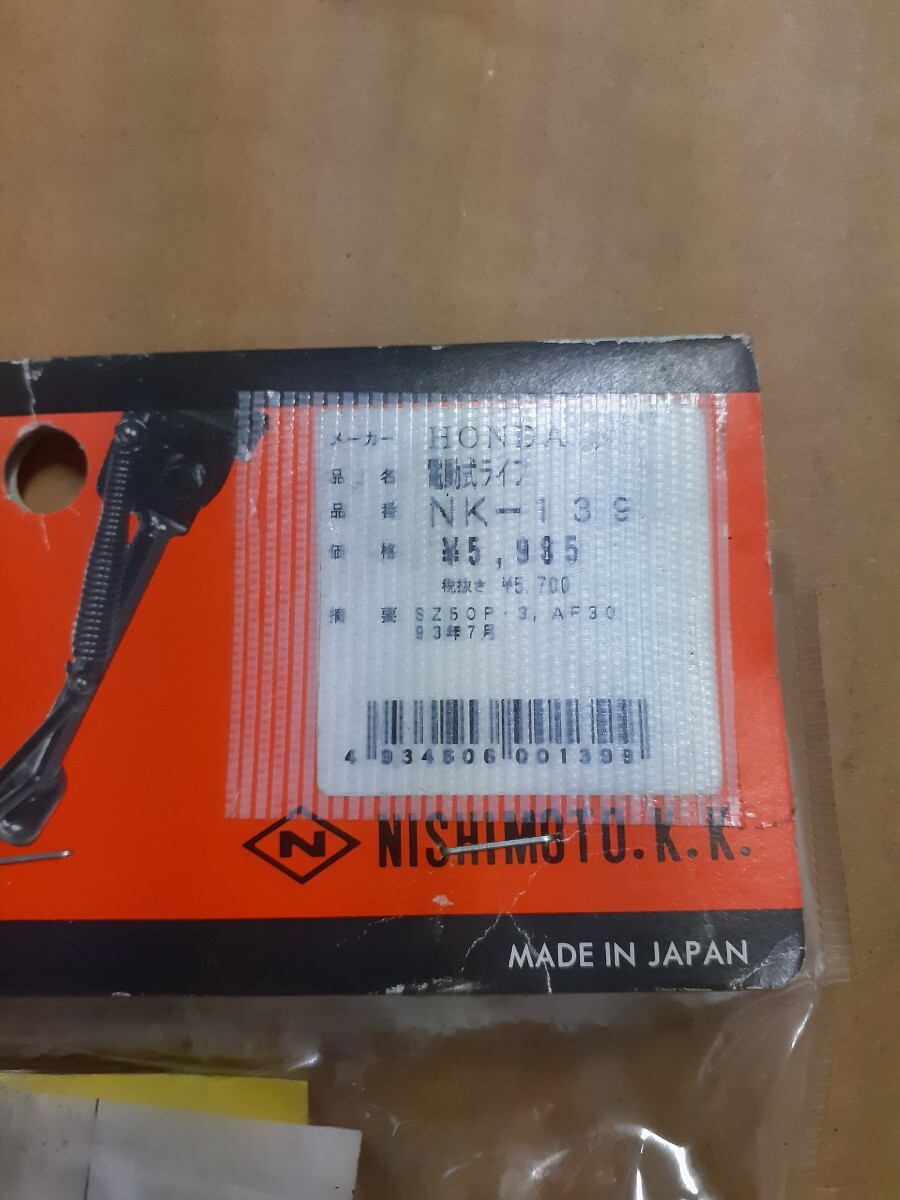 メーカー HONDA
品 名 電動式ライブ
品 番 NK-139
価 格 ¥5,985
税抜き ¥5,700
摘 要 SZ50P・3, AF30
93年7月
4 934606 001399
N NISHIMOTO.K.K.
MADE IN JAPAN